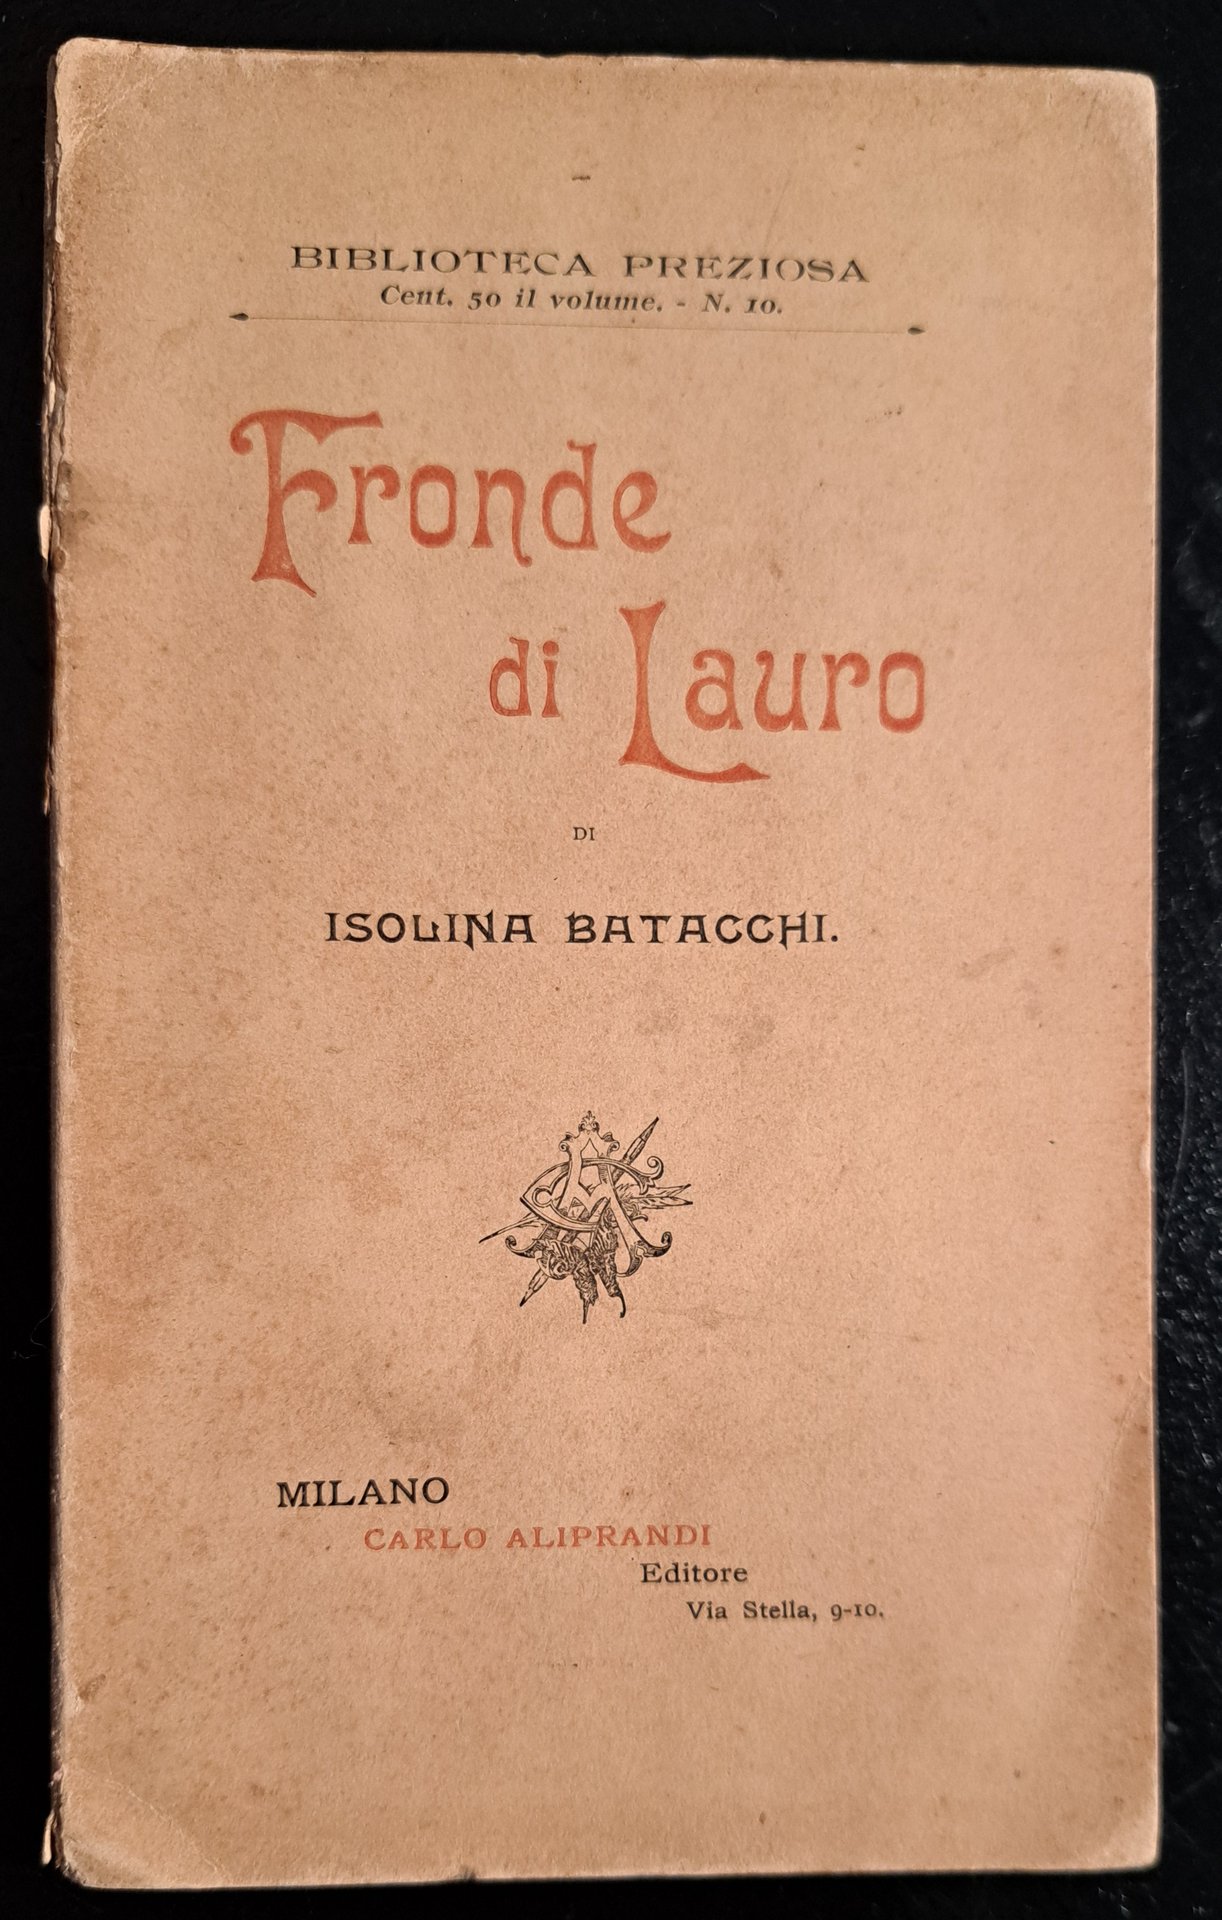 BIBLIOTECA PREZIOSA
Cent. 50 il volume. - N. 10.
Fronde
di Lauro
DI
ISOLINA BATACCHI.
MILANO
CARLO ALIPRANDI
Editore
Via Stella, 9-10.